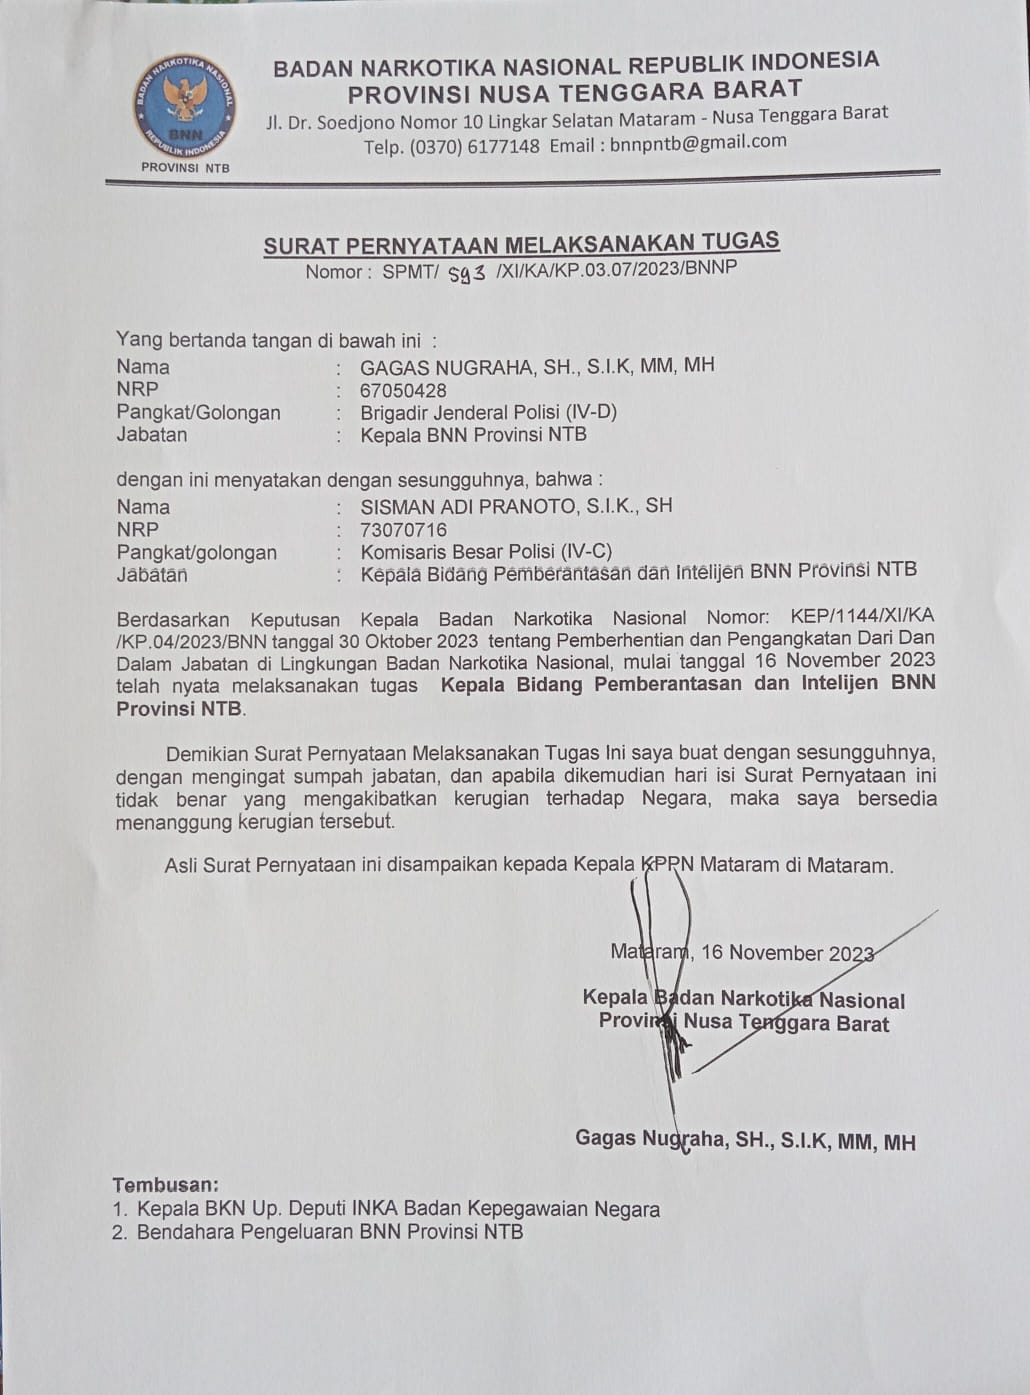 BADAN NARKOTIKA NASIONAL
BNN
REPUBLIK INDONESIA
PROVINSI NTB
BADAN NARKOTIKA NASIONAL REPUBLIK INDONESIA
PROVINSI NUSA TENGGARA BARAT
Jl. Dr. Soedjono Nomor 10 Lingkar Selatan Mataram - Nusa Tenggara Barat
Telp. (0370) 6177148 Email : bnnpntb@gmail.com
SURAT PERNYATAAN MELAKSANAKAN TUGAS
Nomor : SPMT/ 593 /XI/KA/KP.03.07/2023/BNNP
Yang bertanda tangan di bawah ini :
Nama : GAGAS NUGRAHA, SH., S.I.K, MM, MH
NRP : 67050428
Pangkat/Golongan : Brigadir Jenderal Polisi (IV-D)
Jabatan : Kepala BNN Provinsi NTB
dengan ini menyatakan dengan sesungguhnya, bahwa :
Nama : SISMAN ADI PRANOTO, S.I.K., SH
NRP : 73070716
Pangkat/golongan : Komisaris Besar Polisi (IV-C)
Jabatan : Kepala Bidang Pemberantasan dan Intelijen BNN Provinsi NTB
Berdasarkan Keputusan Kepala Badan Narkotika Nasional Nomor: KEP/1144/XI/KA
/KP.04/2023/BNN tanggal 30 Oktober 2023 tentang Pemberhentian dan Pengangkatan Dari Dan
Dalam Jabatan di Lingkungan Badan Narkotika Nasional, mulai tanggal 16 November 2023
telah nyata melaksanakan tugas Kepala Bidang Pemberantasan dan Intelijen BNN
Provinsi NTB.
Demikian Surat Pernyataan Melaksanakan Tugas Ini saya buat dengan sesungguhnya,
dengan mengingat sumpah jabatan, dan apabila dikemudian hari isi Surat Pernyataan ini
tidak benar yang mengakibatkan kerugian terhadap Negara, maka saya bersedia
menanggung kerugian tersebut.
Asli Surat Pernyataan ini disampaikan kepada Kepala KPPN Mataram di Mataram.
Mataram, 16 November 2023
Kepala Badan Narkotika Nasional
Provinsi Nusa Tenggara Barat
Gagas Nugraha, SH., S.I.K, MM, MH
Tembusan:
1. Kepala BKN Up. Deputi INKA Badan Kepegawaian Negara
2. Bendahara Pengeluaran BNN Provinsi NTB